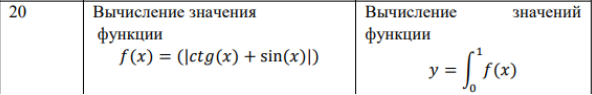 20
Вычисление значения
функции
f(x) = (|ctg(x) + sin(x)|)
Вычисление значений
функции
y = ∫₀¹ f(x)